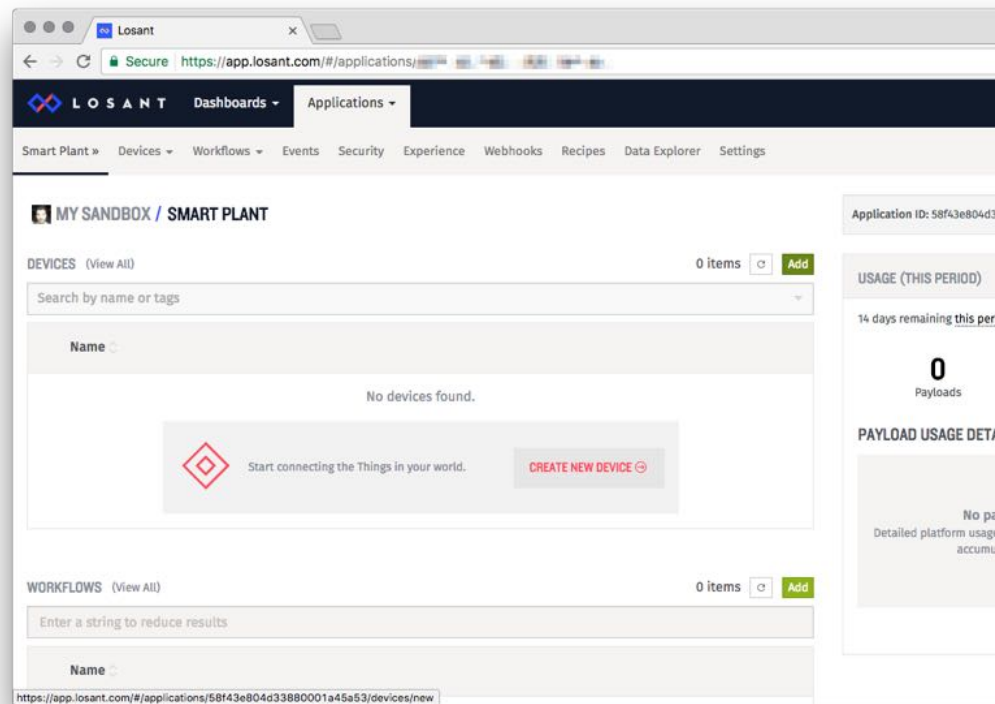 Losant
Secure https://app.losant.com/#/applications/
LOSANT Dashboards Applications
Smart Plant » Devices Workflows Events Security Experience Webhooks Recipes Data Explorer Settings
MY SANDBOX / SMART PLANT
Application ID: 58f43e804d3
DEVICES (View All) 0 items Add
USAGE (THIS PERIOD)
Search by name or tags
14 days remaining this per
Name
0
Payloads
No devices found.
PAYLOAD USAGE DETA
Start connecting the Things in your world. CREATE NEW DEVICE
No pa
Detailed platform usage
accumu
WORKFLOWS (View All) 0 items Add
Enter a string to reduce results
Name
https://app.losant.com/#/applications/58f43e804d33880001a45a53/devices/new